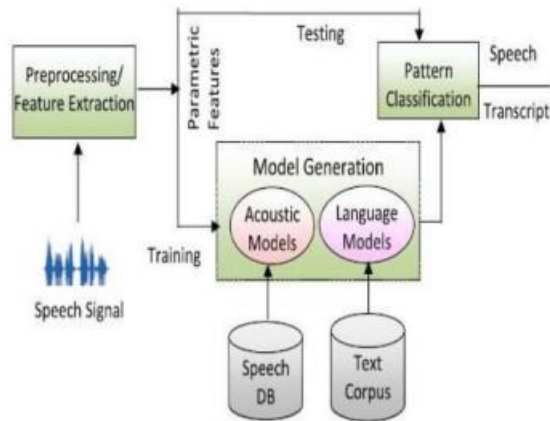 Testing
Preprocessing/
Feature Extraction
Parametric
Features
Pattern
Classification
Speech
Transcript
Model Generation
Acoustic
Models
Language
Models
Training
Speech Signal
Speech
DB
Text
Corpus